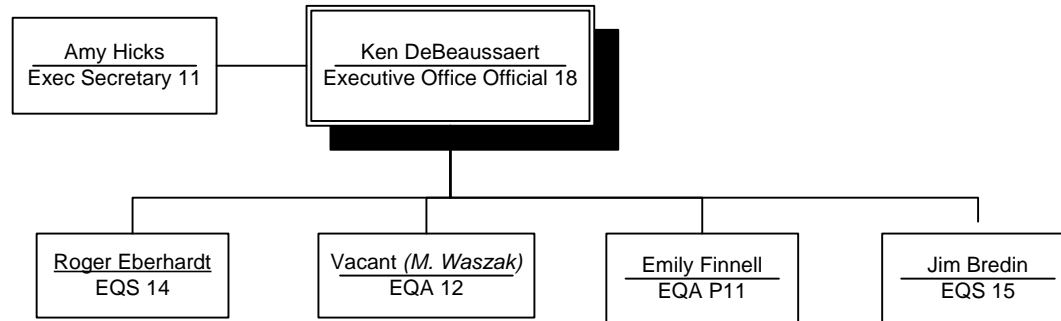 Amy Hicks
Exec Secretary 11
Ken DeBeaussaert
Executive Office Official 18
Roger Eberhardt
EQS 14
Vacant (M. Waszak)
EQA 12
Emily Finnell
EQA P11
Jim Bredin
EQS 15